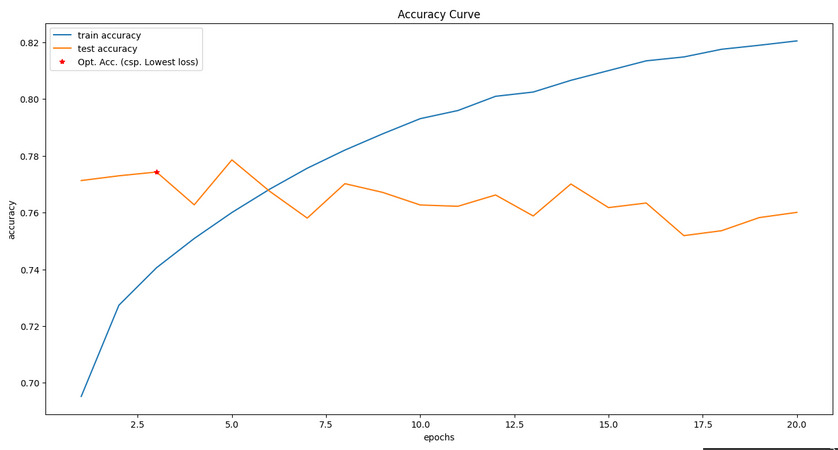 Accuracy Curve
train accuracy
test accuracy
Opt. Acc. (csp. Lowest loss)
accuracy
0.82
0.80
0.78
0.76
0.74
0.72
0.70
2.5 5.0 7.5 10.0 12.5 15.0 17.5 20.0
epochs